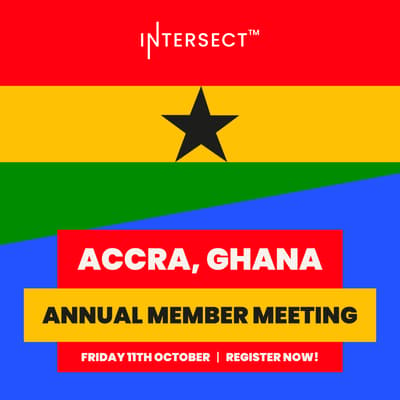 INTERSECT™
ACCRA, GHANA
ANNUAL MEMBER MEETING
FRIDAY 11TH OCTOBER | REGISTER NOW!